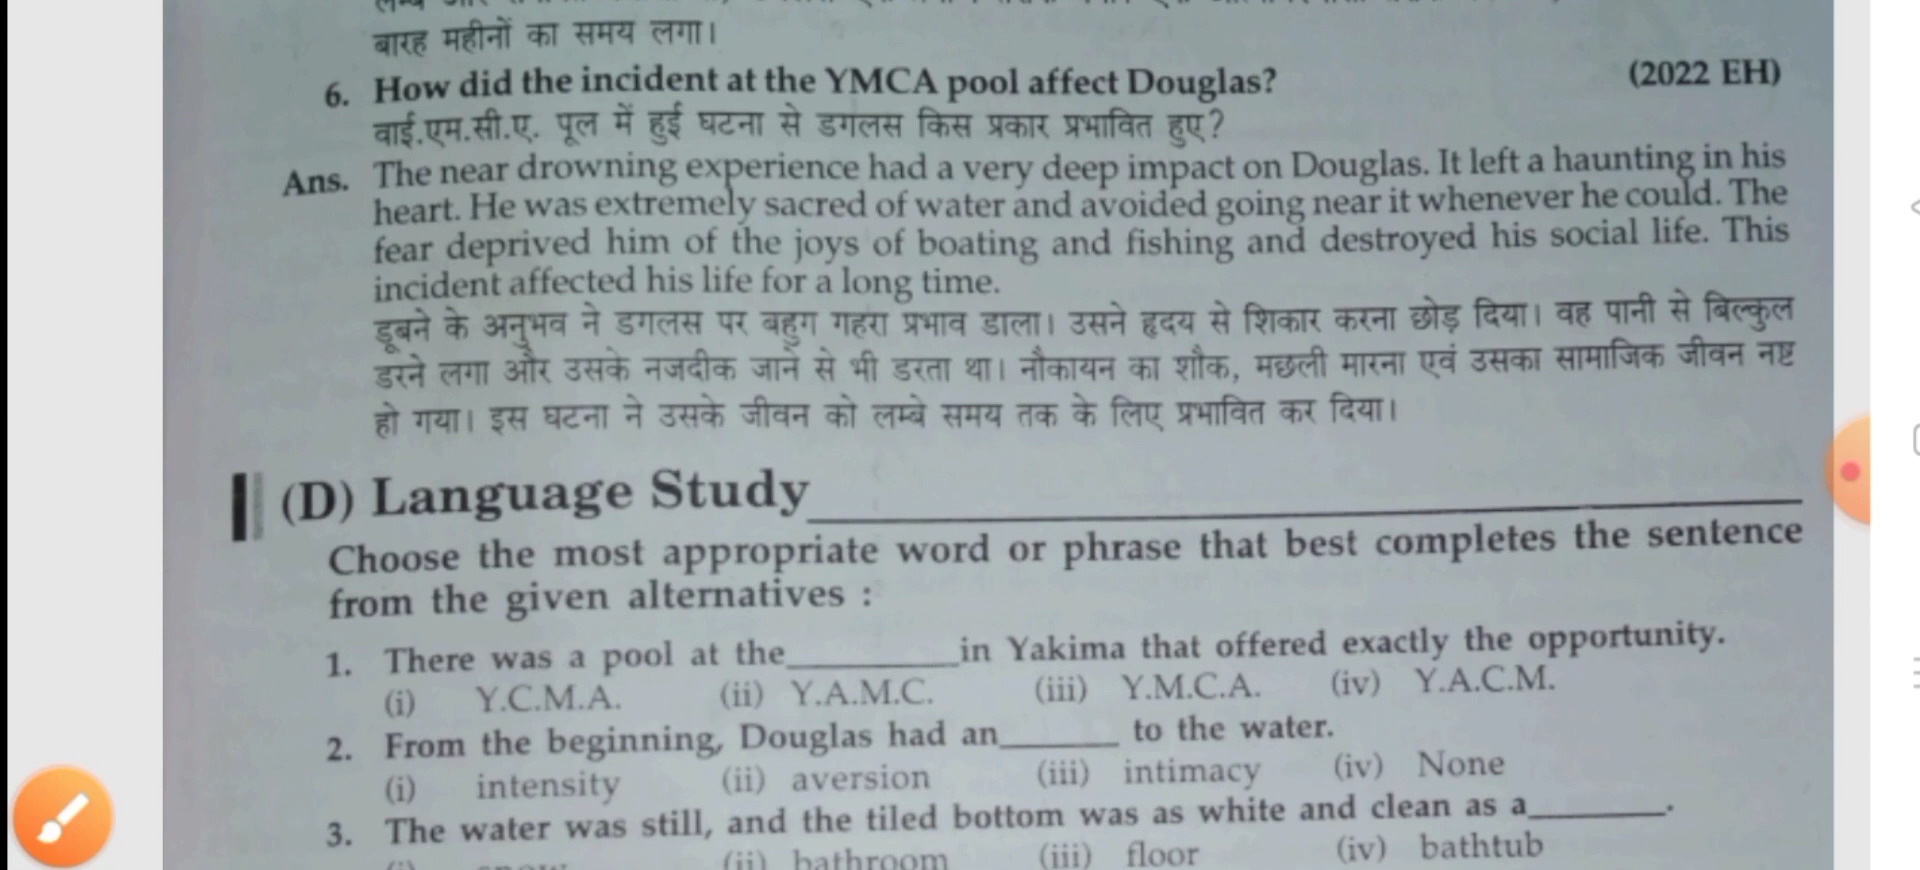 बारह महीनों का समय लगा।
6. How did the incident at the YMCA pool affect Douglas? (2022 EH)
वाई.एम.सी.ए. पूल में हुई घटना से डगलस किस प्रकार प्रभावित हुए?
Ans. The near drowning experience had a very deep impact on Douglas. It left a haunting in his
heart. He was extremely sacred of water and avoided going near it whenever he could. The
fear deprived him of the joys of boating and fishing and destroyed his social life. This
incident affected his life for a long time.
डूबने के अनुभव ने डगलस पर बहुग गहरा प्रभाव डाला। उसने हृदय से शिकार करना छोड़ दिया। वह पानी से बिल्कुल
डरने लगा और उसके नजदीक जाने से भी डरता था। नौकायन का शौक, मछली मारना एवं उसका सामाजिक जीवन नष्ट
हो गया। इस घटना ने उसके जीवन को लम्बे समय तक के लिए प्रभावित कर दिया।
(D) Language Study
Choose the most appropriate word or phrase that best completes the sentence
from the given alternatives :
1. There was a pool at the________in Yakima that offered exactly the opportunity.
(i) Y.C.M.A. (ii) Y.A.M.C. (iii) Y.M.C.A. (iv) Y.A.C.M.
2. From the beginning, Douglas had an______ to the water.
(i) intensity (ii) aversion (iii) intimacy (iv) None
3. The water was still, and the tiled bottom was as white and clean as a_______.
(ii) bathroom (iii) floor (iv) bathtub